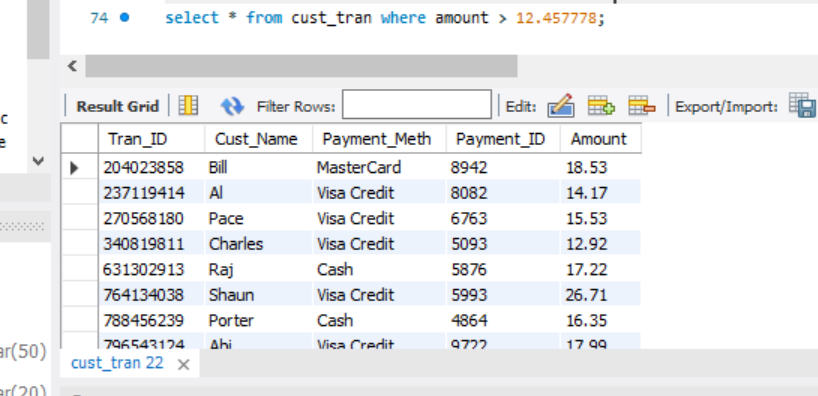 74 select * from cust_tran where amount > 12.457778;
c
e
Result Grid Filter Rows: Edit: Export/Import:
Tran_ID Cust_Name Payment_Meth Payment_ID Amount
204023858 Bill MasterCard 8942 18.53
237119414 Al Visa Credit 8082 14.17
270568180 Pace Visa Credit 6763 15.53
340819811 Charles Visa Credit 5093 12.92
631302913 Raj Cash 5876 17.22
764134038 Shaun Visa Credit 5993 26.71
788456239 Porter Cash 4864 16.35
796543124 Abi Visa Credit 9722 17.99
ar(50)
cust_tran 22
ar(20)